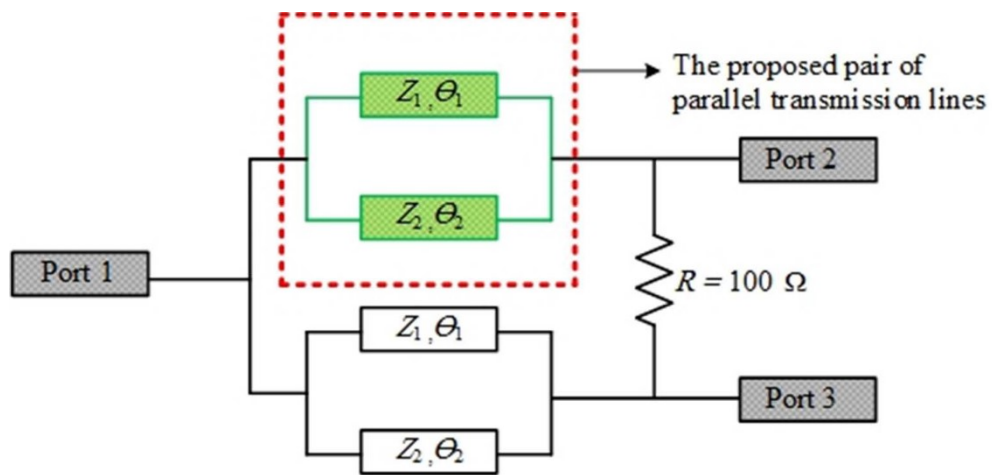 Z₁,Θ₁
The proposed pair of
parallel transmission lines
Port 2
Z₂,Θ₂
Port 1
R = 100 Ω
Z₁,Θ₁
Port 3
Z₂,Θ₂